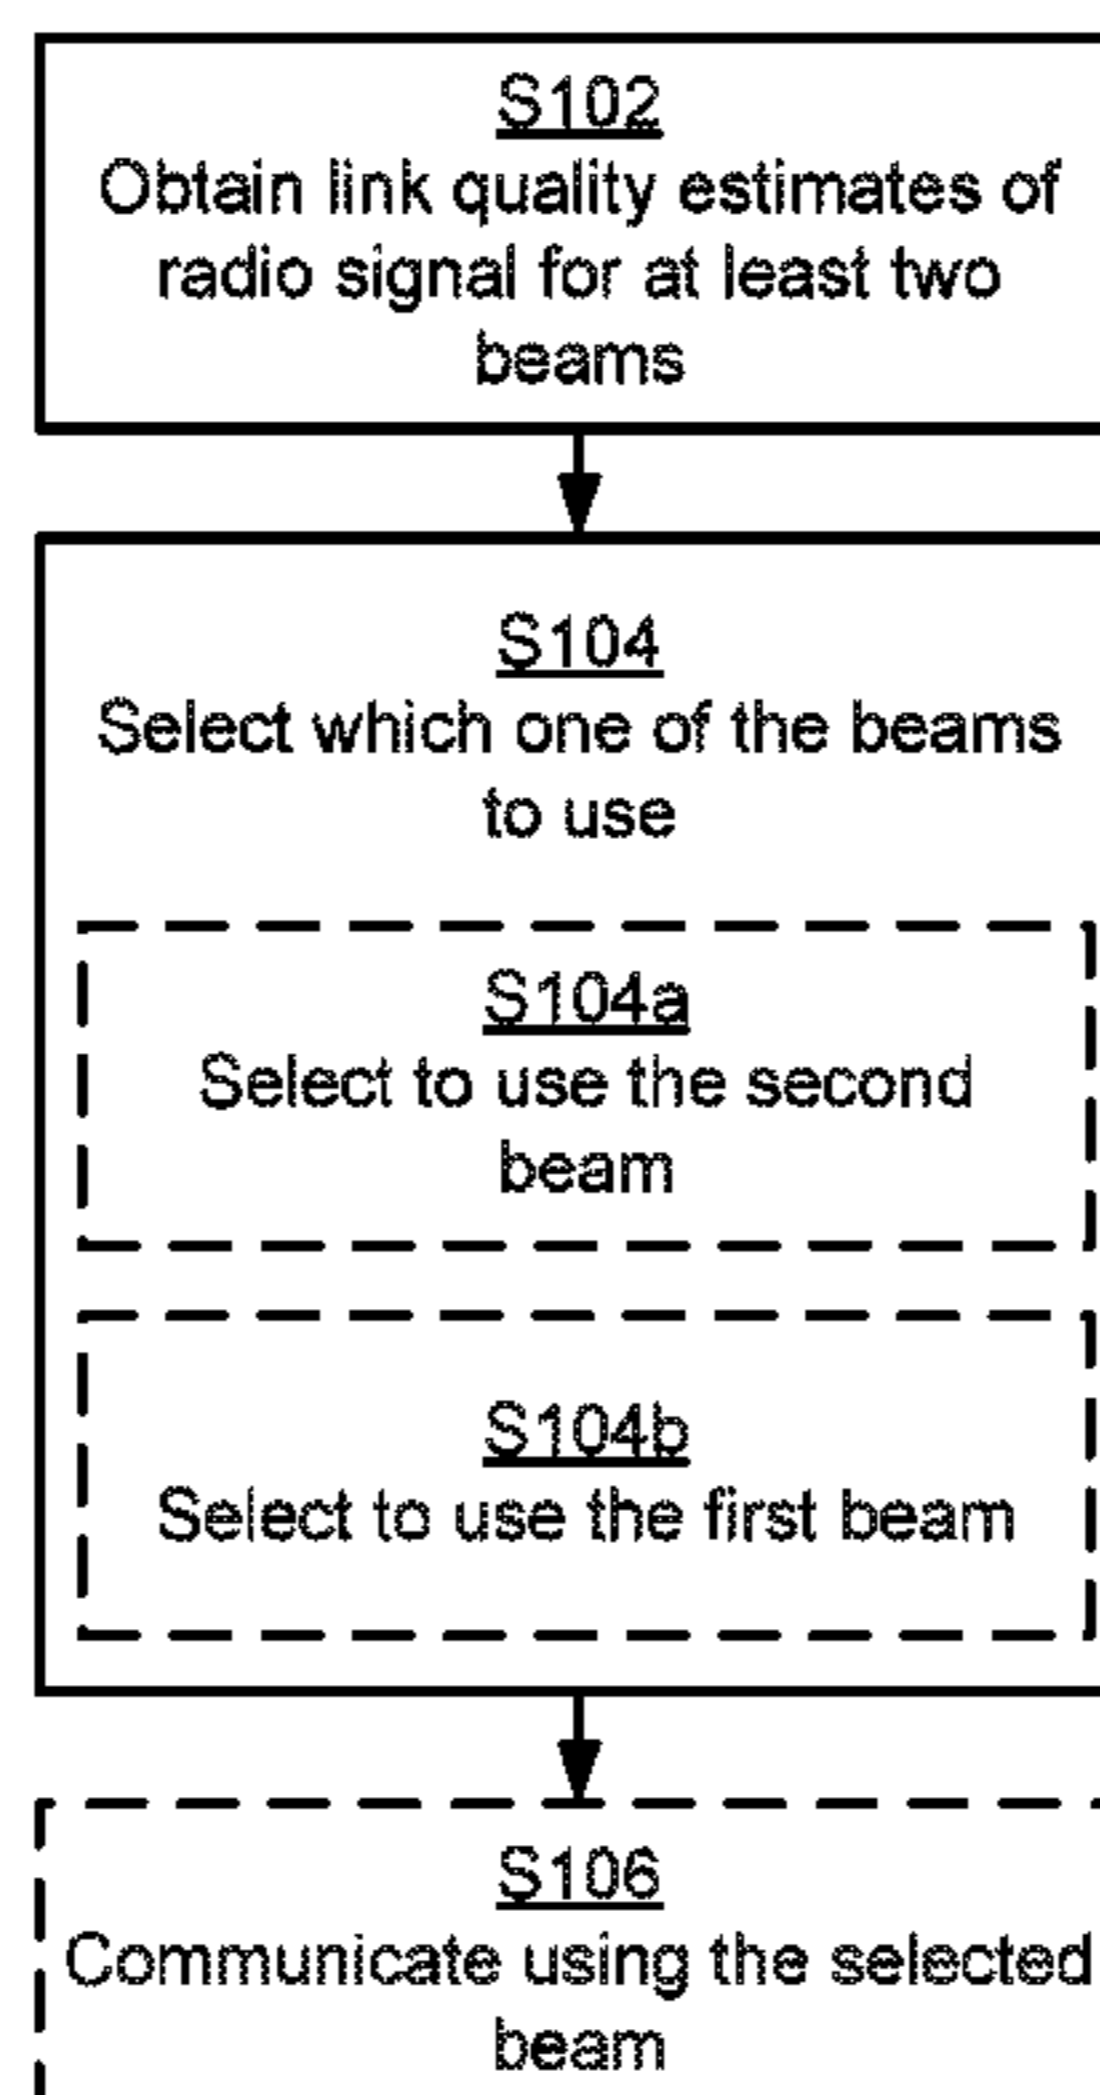 S102
Obtain link quality estimates of
radio signal for at least two
beams
S104
Select which one of the beams
to use
S104a
Select to use the second
beam
S104b
Select to use the first beam
S106
Communicate using the selected
beam